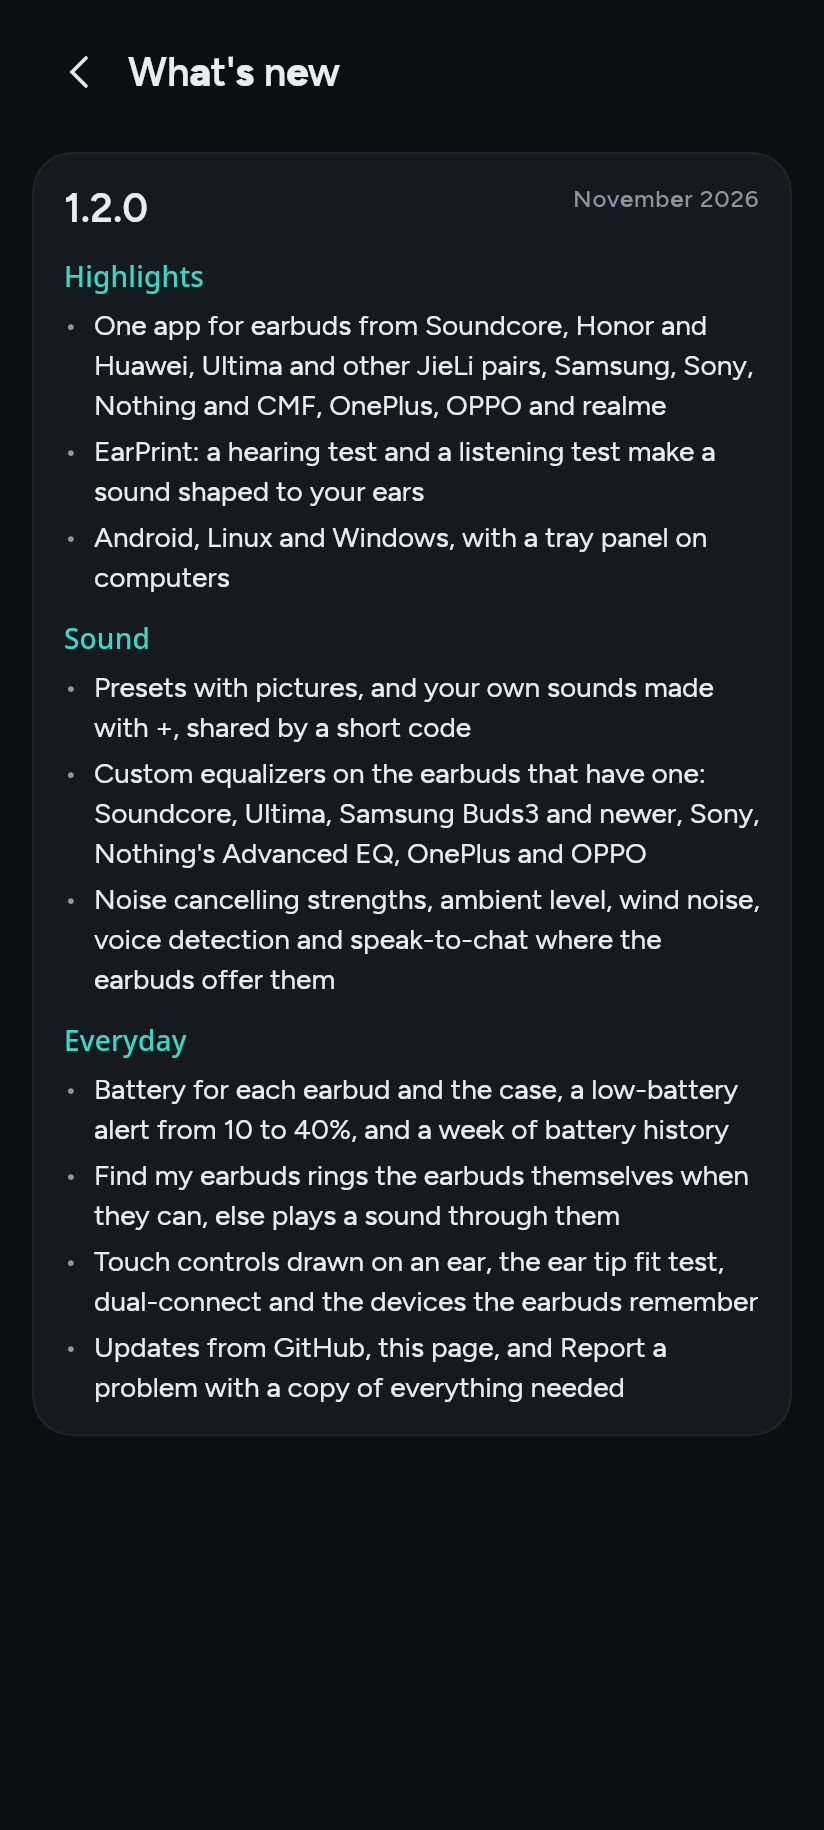 What's new
1.2.0
November 2026
Highlights
• One app for earbuds from Soundcore, Honor and
Huawei, Ultima and other JieLi pairs, Samsung, Sony,
Nothing and CMF, OnePlus, OPPO and realme
• EarPrint: a hearing test and a listening test make a
sound shaped to your ears
• Android, Linux and Windows, with a tray panel on
computers
Sound
• Presets with pictures, and your own sounds made
with +, shared by a short code
• Custom equalizers on the earbuds that have one:
Soundcore, Ultima, Samsung Buds3 and newer, Sony,
Nothing's Advanced EQ, OnePlus and OPPO
• Noise cancelling strengths, ambient level, wind noise,
voice detection and speak-to-chat where the
earbuds offer them
Everyday
• Battery for each earbud and the case, a low-battery
alert from 10 to 40%, and a week of battery history
• Find my earbuds rings the earbuds themselves when
they can, else plays a sound through them
• Touch controls drawn on an ear, the ear tip fit test,
dual-connect and the devices the earbuds remember
• Updates from GitHub, this page, and Report a
problem with a copy of everything needed